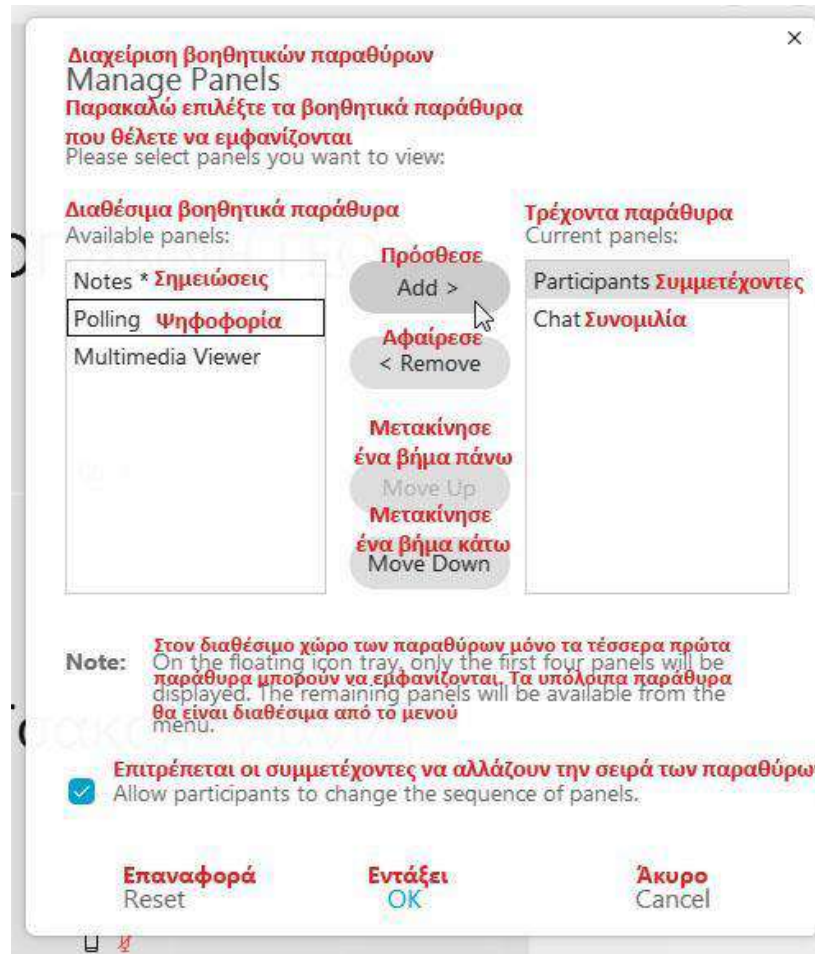 Διαχείριση βοηθητικών παραθύρων
Manage Panels
Παρακαλώ επιλέξτε τα βοηθητικά παράθυρα
που θέλετε να εμφανίζονται
Please select panels you want to view:
Διαθέσιμα βοηθητικά παράθυρα
Available panels:
Notes * Σημειώσεις
Polling Ψηφοφορία
Multimedia Viewer
Πρόσθεσε
Add >
Αφαίρεσε
< Remove
Μετακίνησε
ένα βήμα πάνω
Move Up
Μετακίνησε
ένα βήμα κάτω
Move Down
Τρέχοντα παράθυρα
Current panels:
Participants Συμμετέχοντες
Chat Συνομιλία
Στον διαθέσιμο χώρο των παραθύρων μόνο τα τέσσερα πρώτα
Note: On the floating icon tray, only the first four panels will be
παράθυρα μπορούν να εμφανίζονται. Τα υπόλοιπα παράθυρα
displayed. The remaining panels will be available from the
θα είναι διαθέσιμα από το μενού
menu.
Επιτρέπεται οι συμμετέχοντες να αλλάζουν την σειρά των παραθύρω
Allow participants to change the sequence of panels.
Επαναφορά
Reset
Εντάξει
OK
Άκυρο
Cancel